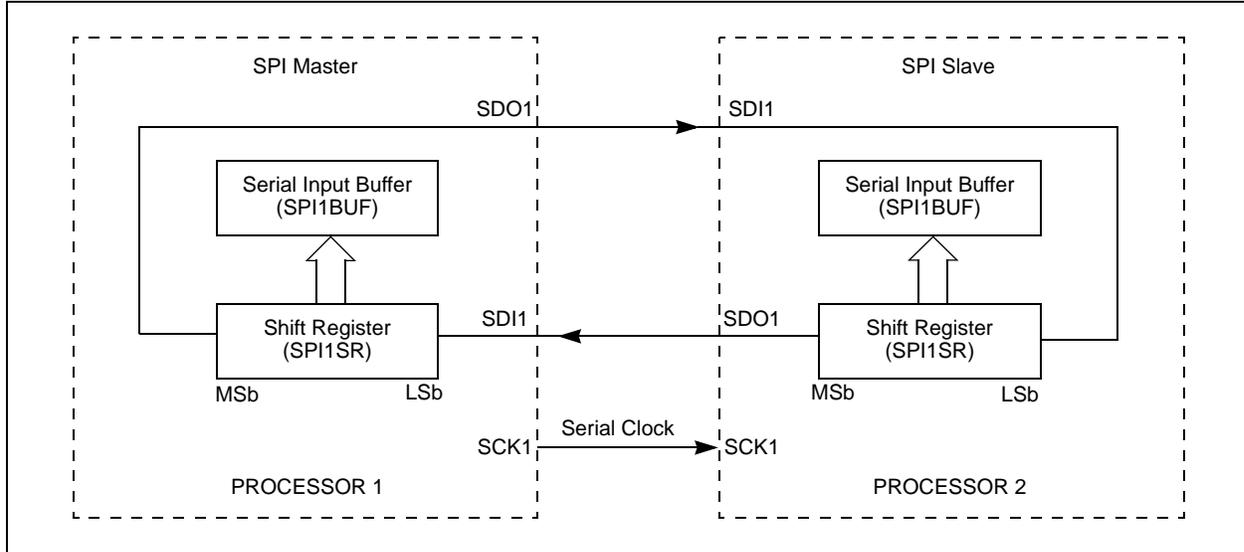 SPI Master
SPI Slave
SDO1
SDI1
Serial Input Buffer
(SPI1BUF)
Serial Input Buffer
(SPI1BUF)
Shift Register
(SPI1SR)
SDI1
SDO1
Shift Register
(SPI1SR)
MSb
LSb
MSb
LSb
Serial Clock
SCK1
SCK1
PROCESSOR 1
PROCESSOR 2